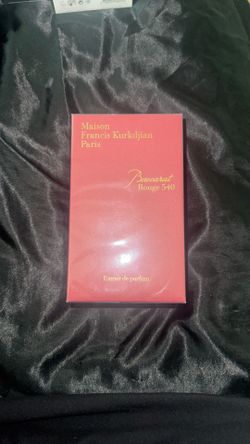 Maison
Francis Kurkdjian
Paris
Baccarat
Rouge 540
Extrait de parfum